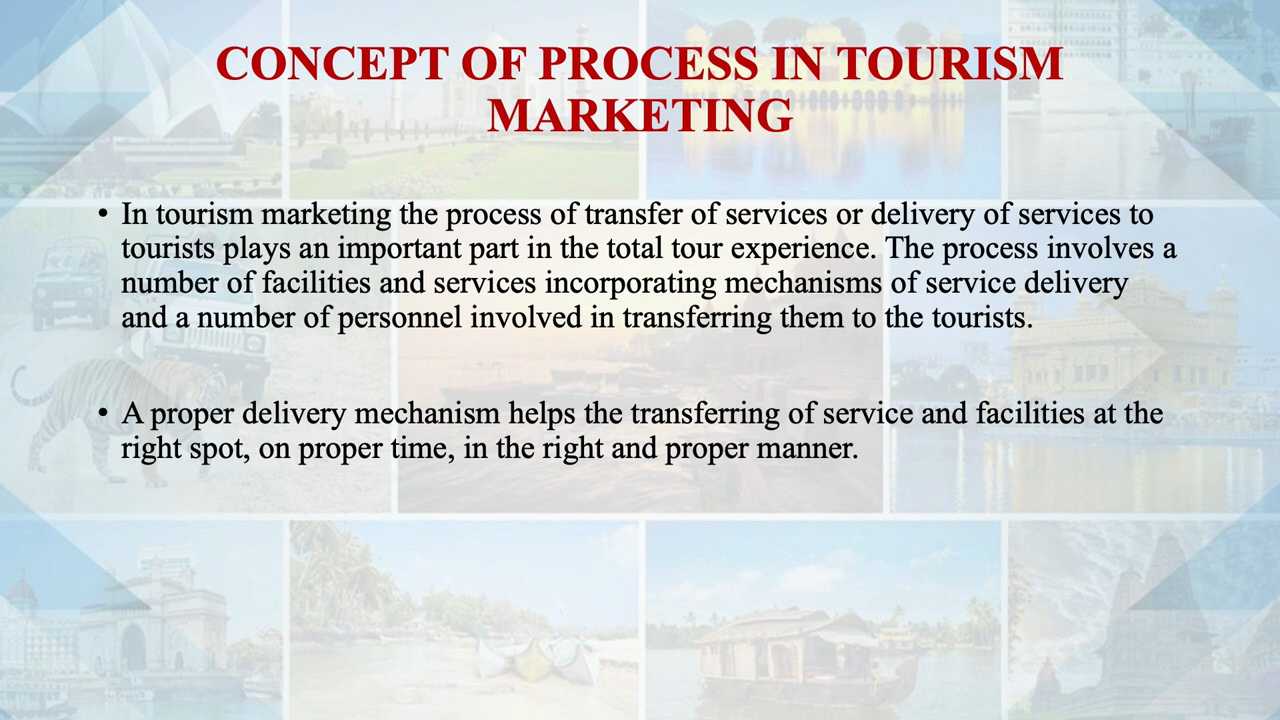 CONCEPT OF PROCESS IN TOURISM
MARKETING
• In tourism marketing the process of transfer of services or delivery of services to
tourists plays an important part in the total tour experience. The process involves a
number of facilities and services incorporating mechanisms of service delivery
and a number of personnel involved in transferring them to the tourists.
• A proper delivery mechanism helps the transferring of service and facilities at the
right spot, on proper time, in the right and proper manner.